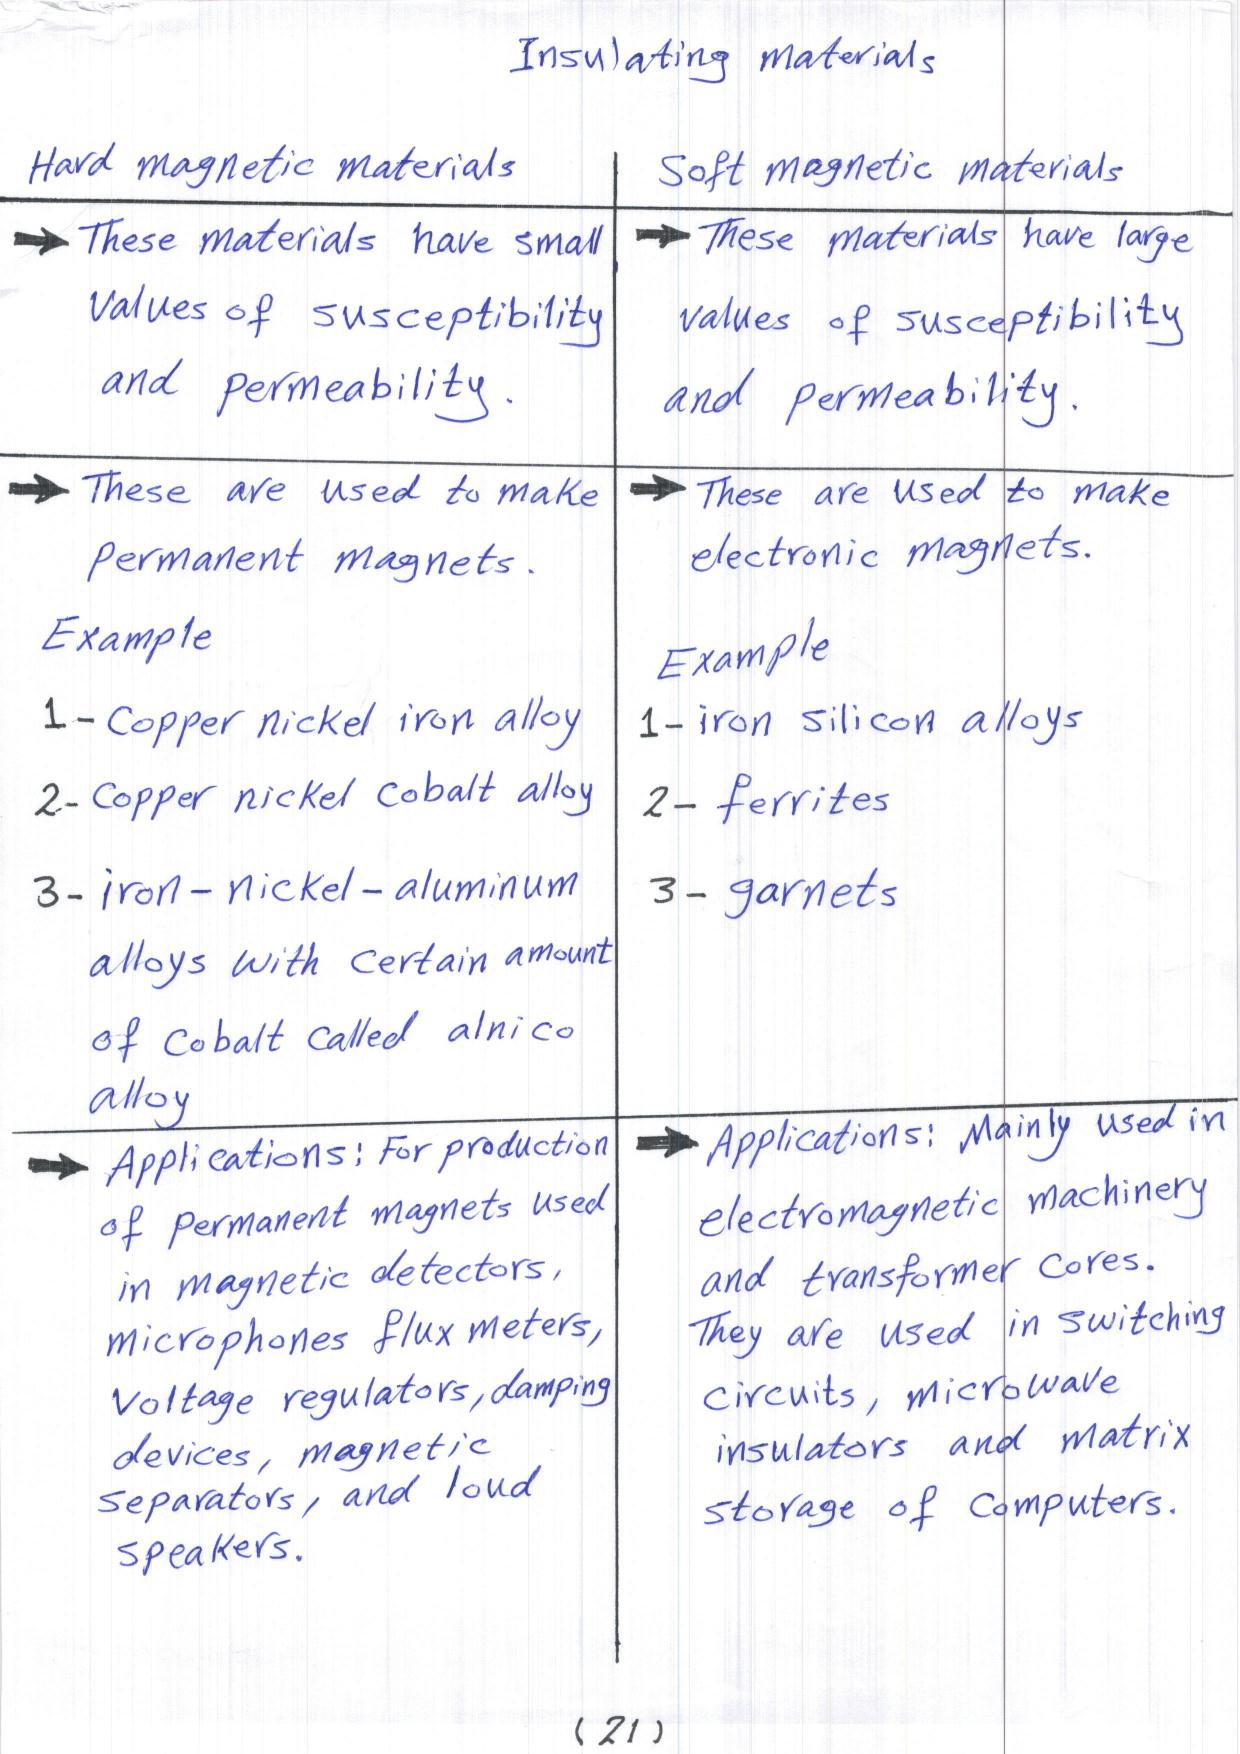 Insulating materials
Hard magnetic materials
➡ These materials have small
values of susceptibility
and permeability.
➡ These are used to make
permanent magnets.
Example
1- Copper nickel iron alloy
2- Copper nickel cobalt alloy
3- iron-nickel-aluminum
alloys with certain amount
of cobalt called alnico
alloy
➡ Applications: For production
of permanent magnets used
in magnetic detectors,
microphones flux meters,
voltage regulators, damping
devices, magnetic
separators, and loud
speakers.
Soft magnetic materials
➡ These materials have large
values of susceptibility
and permeability.
➡ These are used to make
electronic magnets.
Example
1- iron silicon alloys
2- ferrites
3- garnets
➡ Applications: Mainly used in
electromagnetic machinery
and transformer cores.
They are used in switching
circuits, microwave
insulators and matrix
storage of computers.
(21)